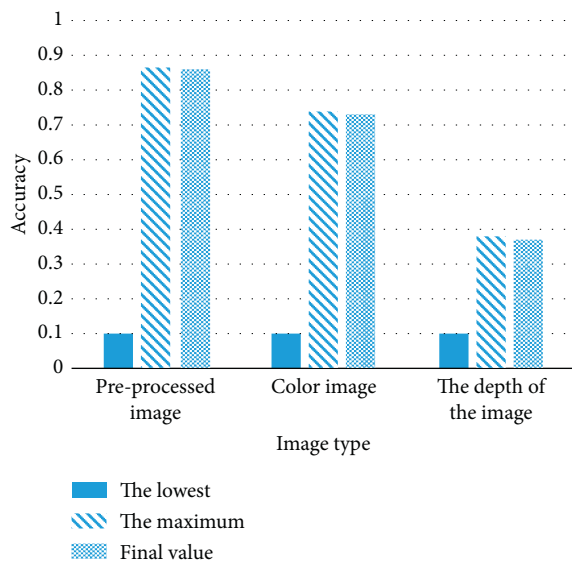 1
0.9
0.8
0.7
0.6
0.5
0.4
0.3
0.2
0.1
0
Accuracy
Pre-processed
image
Color image
The depth of
the image
Image type
The lowest
The maximum
Final value